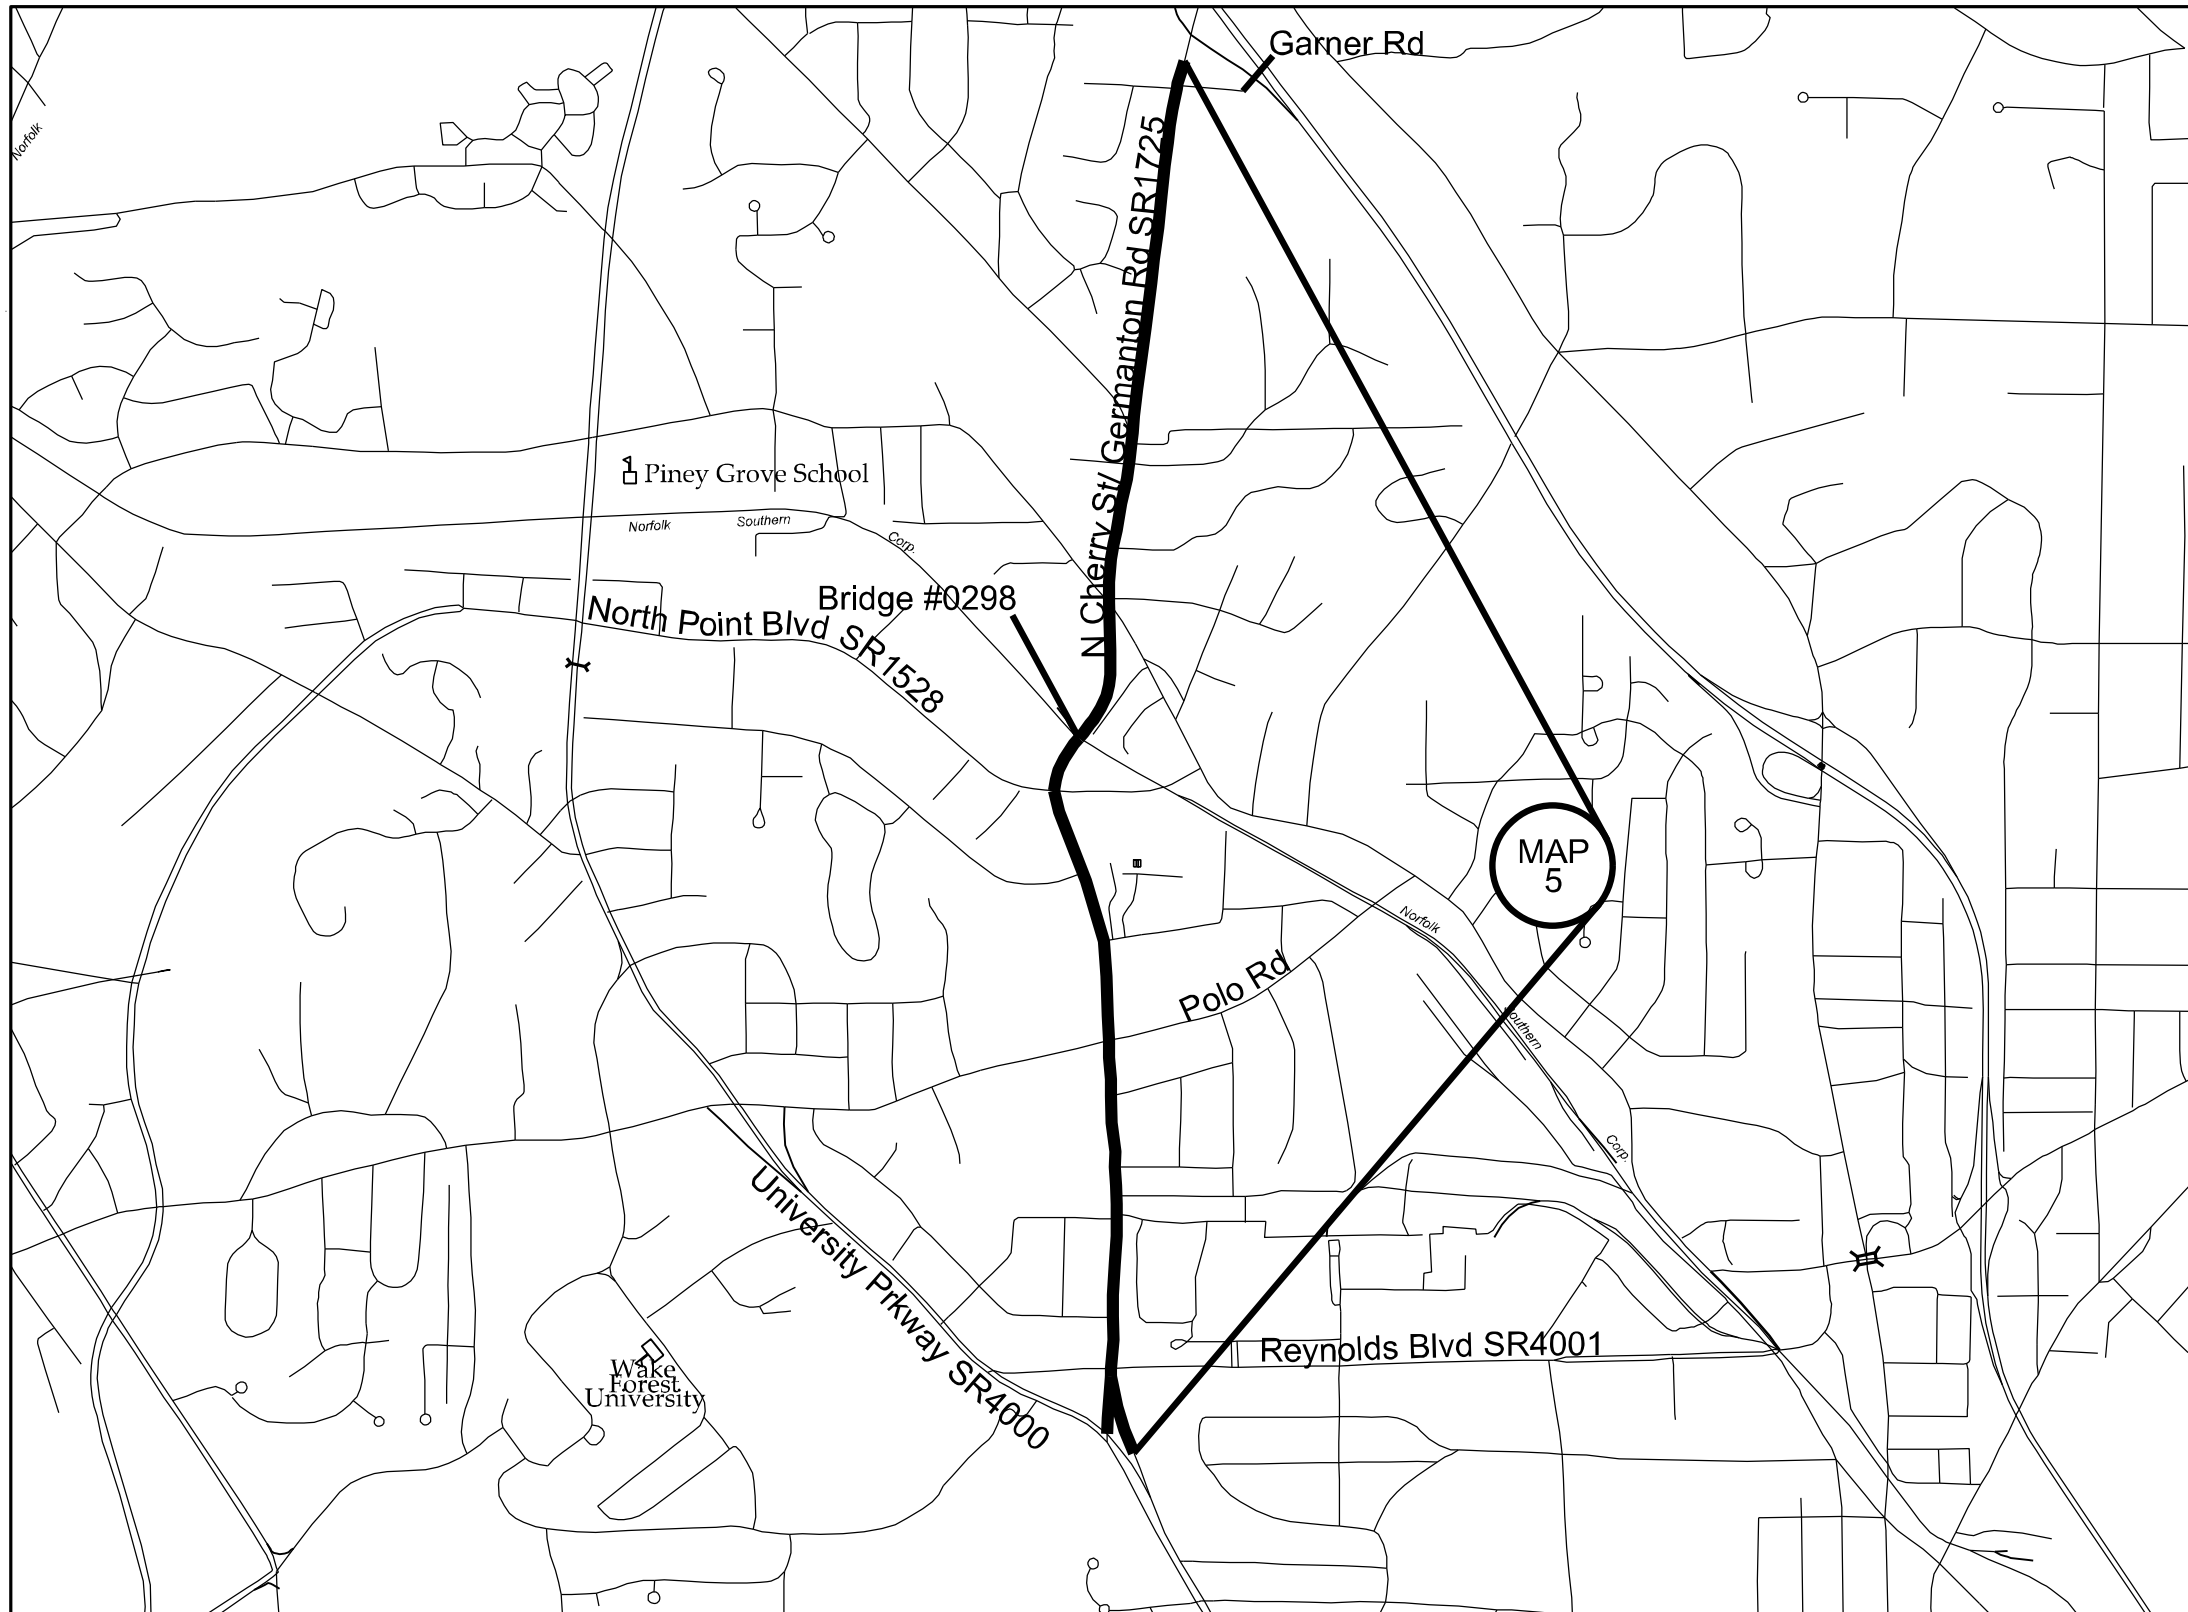 Garner Rd
Norfolk
N Cherry St/ Germanton Rd SR1725
Piney Grove School
Norfolk
Southern
Corp.
Bridge #0298
North Point Blvd SR1528
MAP
5
Norfolk
Polo Rd
Southern
Corp.
University Prkway SR4000
Reynolds Blvd SR4001
Wake
Forest
University